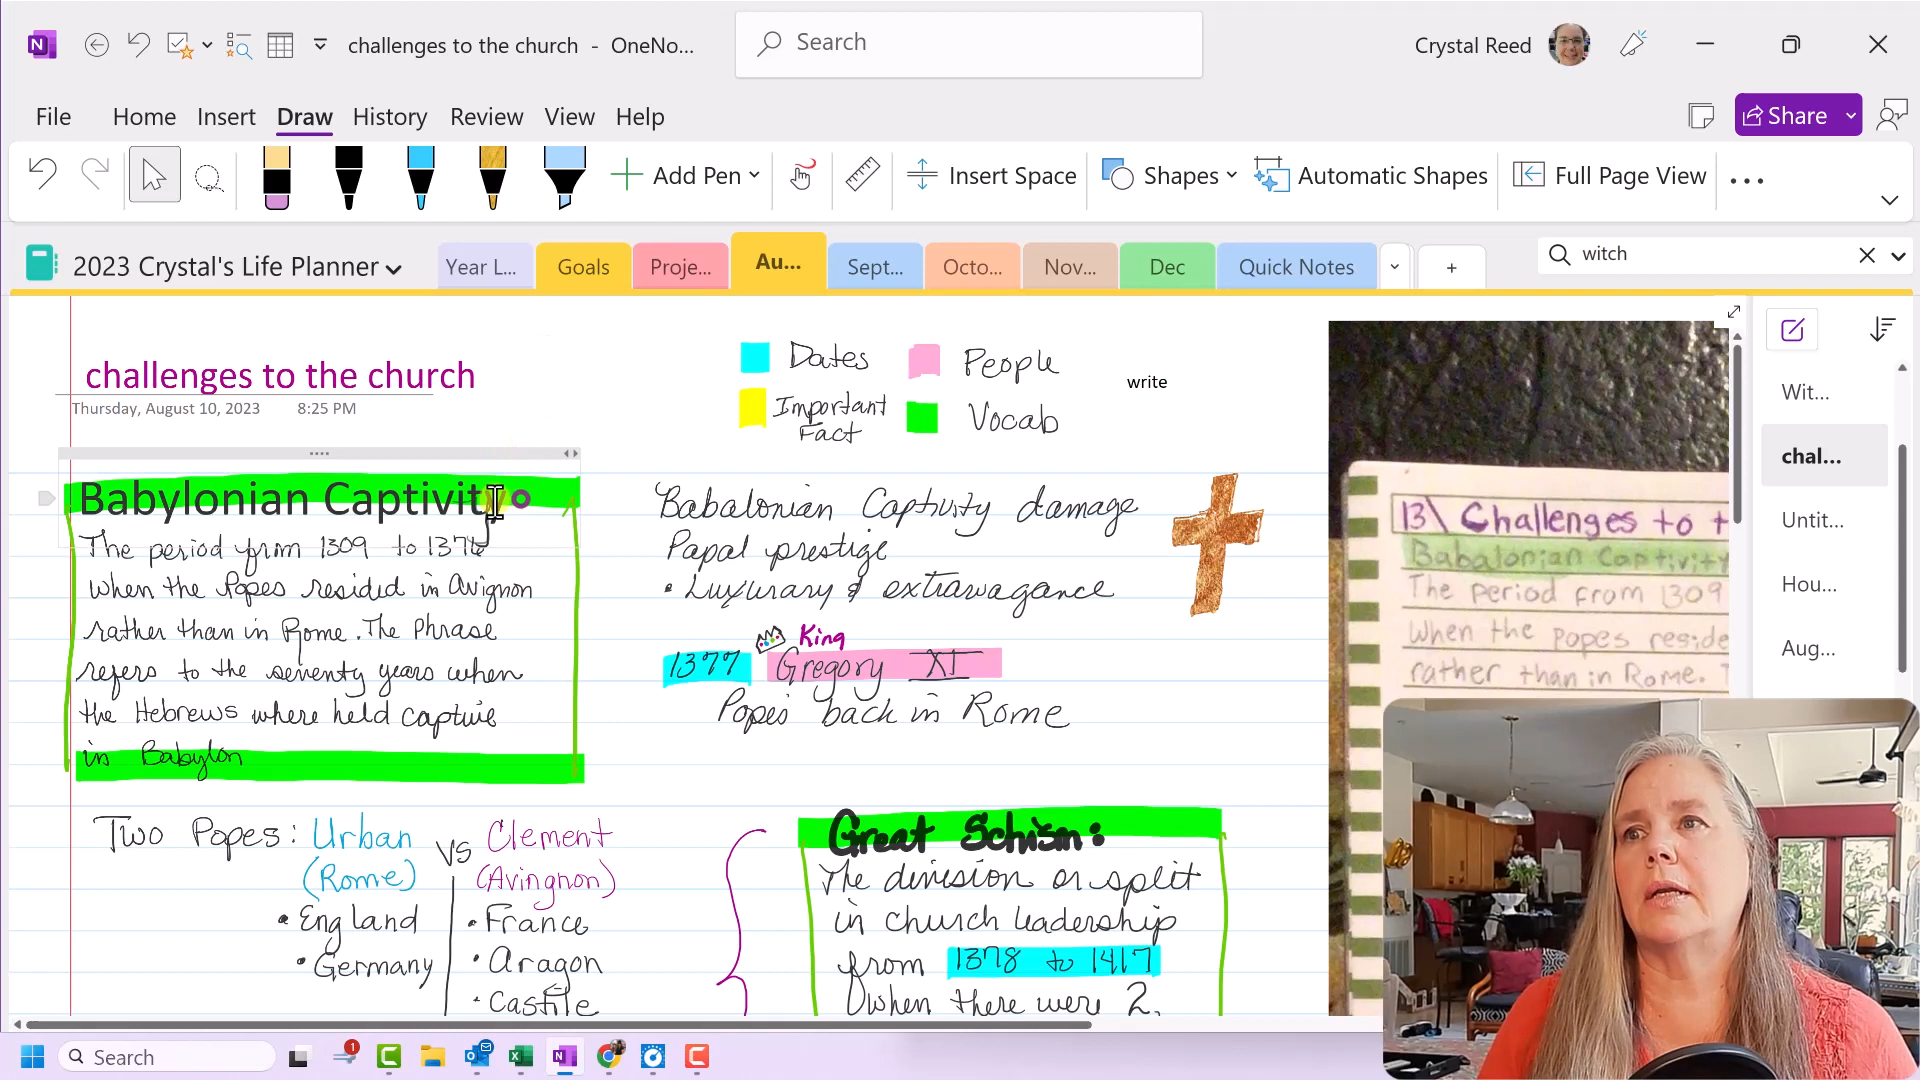 challenges to the church - OneNo...
Search
Crystal Reed
File Home Insert Draw History Review View Help
Share
Add Pen
Insert Space
Shapes
Automatic Shapes
Full Page View
2023 Crystal's Life Planner
Year L...
Goals
Proje...
Au...
Sept...
Octo...
Nov...
Dec
Quick Notes
witch
challenges to the church
Thursday, August 10, 2023 8:25 PM
Dates
People
Important
Fact
Vocab
write
Wit...
chal...
Untit...
Hou...
Aug...
Babylonian Captivity
The period from 1309 to 1376
when the Popes resided in Avignon
rather than in Rome. The Phrase
refers to the seventy years when
the Hebrews where held captive
in Babylon
Babalonian Captivity damage
Papal prestige
• Luxurary & extravagance
King
1377 Gregory XI
Popes back in Rome
13\ Challenges to t
Babalonian Captivity
The period from 1309
when the popes reside
rather than in Rome.
Two Popes: Urban vs Clement
(Rome) (Avingnon)
• England • France
• Germany • Aragon
• Castile
Great Schism:
The division or split
in church leadership
from 1378 to 1417
when there were 2.
Search
1